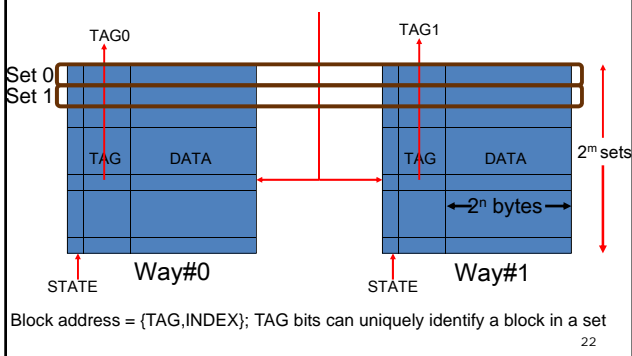 TAG0
TAG1
Set 0
Set 1
TAG DATA
TAG DATA
2ᵐ sets
2ⁿ bytes
Way#0
Way#1
STATE
STATE
Block address = {TAG,INDEX}; TAG bits can uniquely identify a block in a set
22